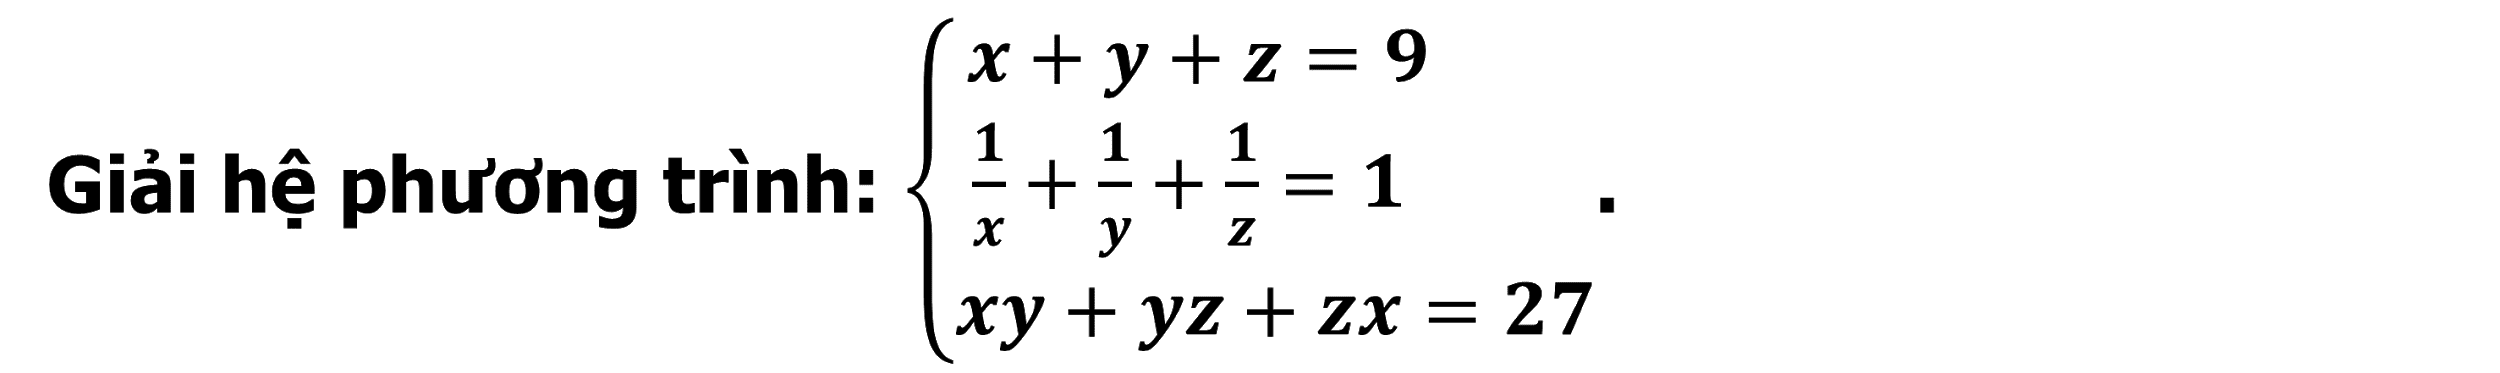 Giải hệ phương trình: { x + y + z = 9
1/x + 1/y + 1/z = 1 .
xy + yz + zx = 27